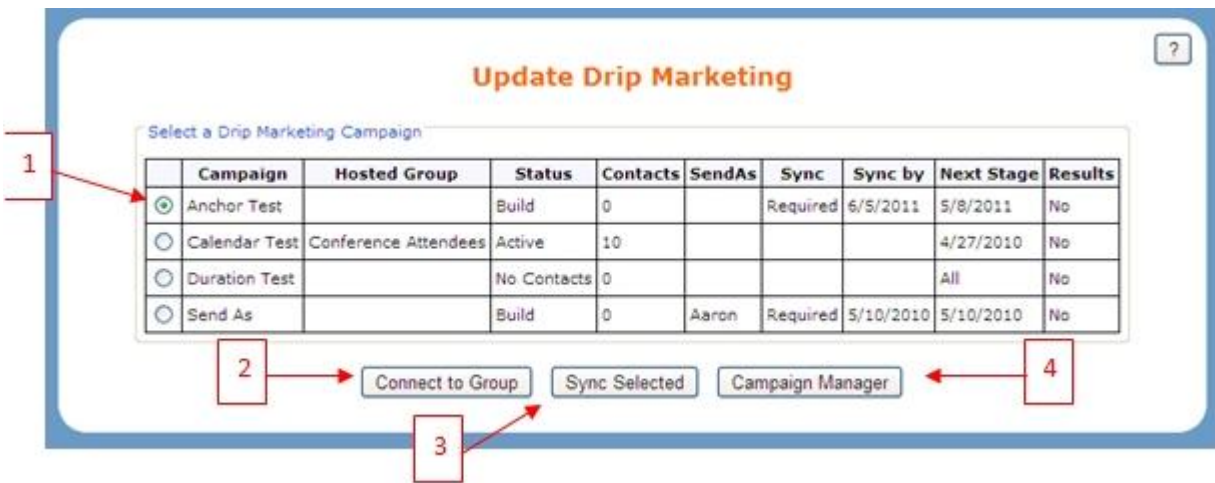 ?
Update Drip Marketing
Select a Drip Marketing Campaign
1
Campaign Hosted Group Status Contacts SendAs Sync Sync by Next Stage Results
Anchor Test Build 0 Required 6/5/2011 5/8/2011 No
Calendar Test Conference Attendees Active 10 4/27/2010 No
Duration Test No Contacts 0 All No
Send As Build 0 Aaron Required 5/10/2010 5/10/2010 No
2 Connect to Group Sync Selected Campaign Manager 4
3